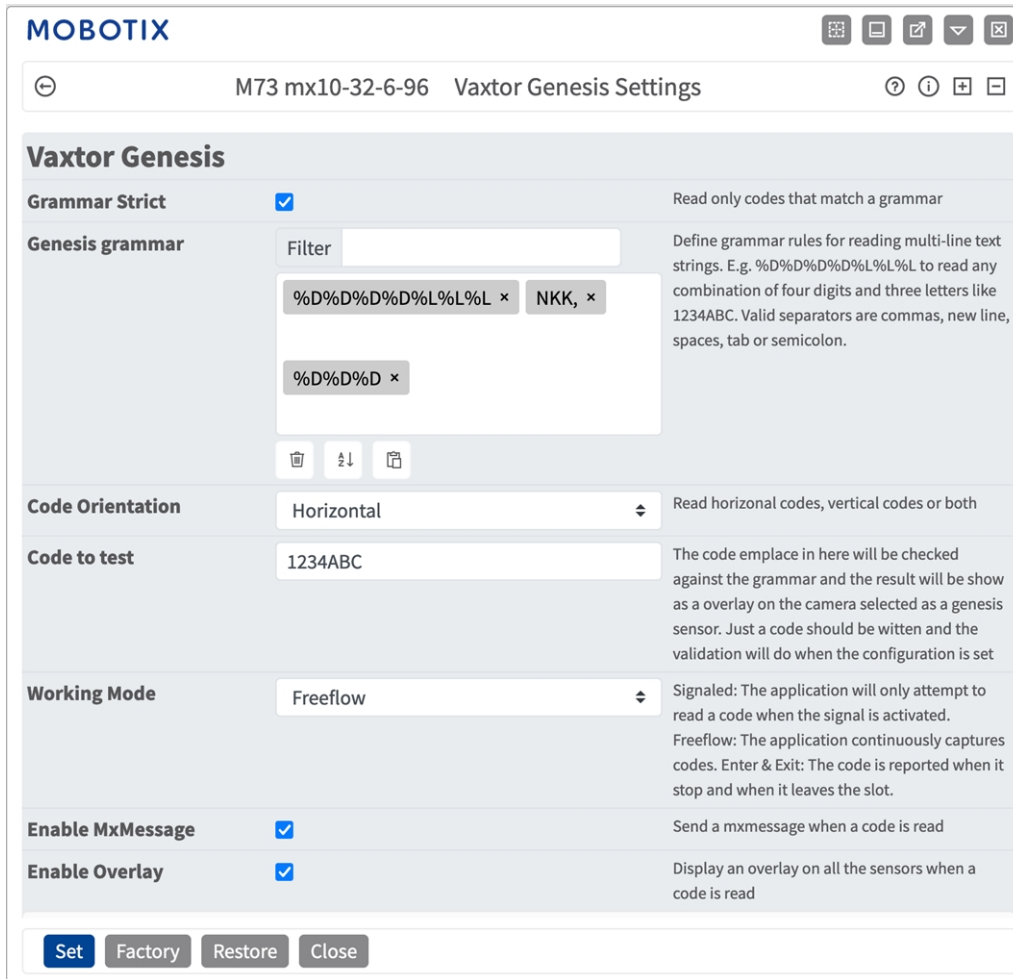 MOBOTIX
M73 mx10-32-6-96 Vaxtor Genesis Settings
Vaxtor Genesis
Grammar Strict
Read only codes that match a grammar
Genesis grammar
Filter
%D%D%D%D%L%L%L × NKK, ×
%D%D%D ×
Define grammar rules for reading multi-line text
strings. E.g. %D%D%D%D%L%L%L to read any
combination of four digits and three letters like
1234ABC. Valid separators are commas, new line,
spaces, tab or semicolon.
Code Orientation
Horizontal
Read horizonal codes, vertical codes or both
Code to test
1234ABC
The code emplace in here will be checked
against the grammar and the result will be show
as a overlay on the camera selected as a genesis
sensor. Just a code should be witten and the
validation will do when the configuration is set
Working Mode
Freeflow
Signaled: The application will only attempt to
read a code when the signal is activated.
Freeflow: The application continuously captures
codes. Enter & Exit: The code is reported when it
stop and when it leaves the slot.
Enable MxMessage
Send a mxmessage when a code is read
Enable Overlay
Display an overlay on all the sensors when a
code is read
Set Factory Restore Close